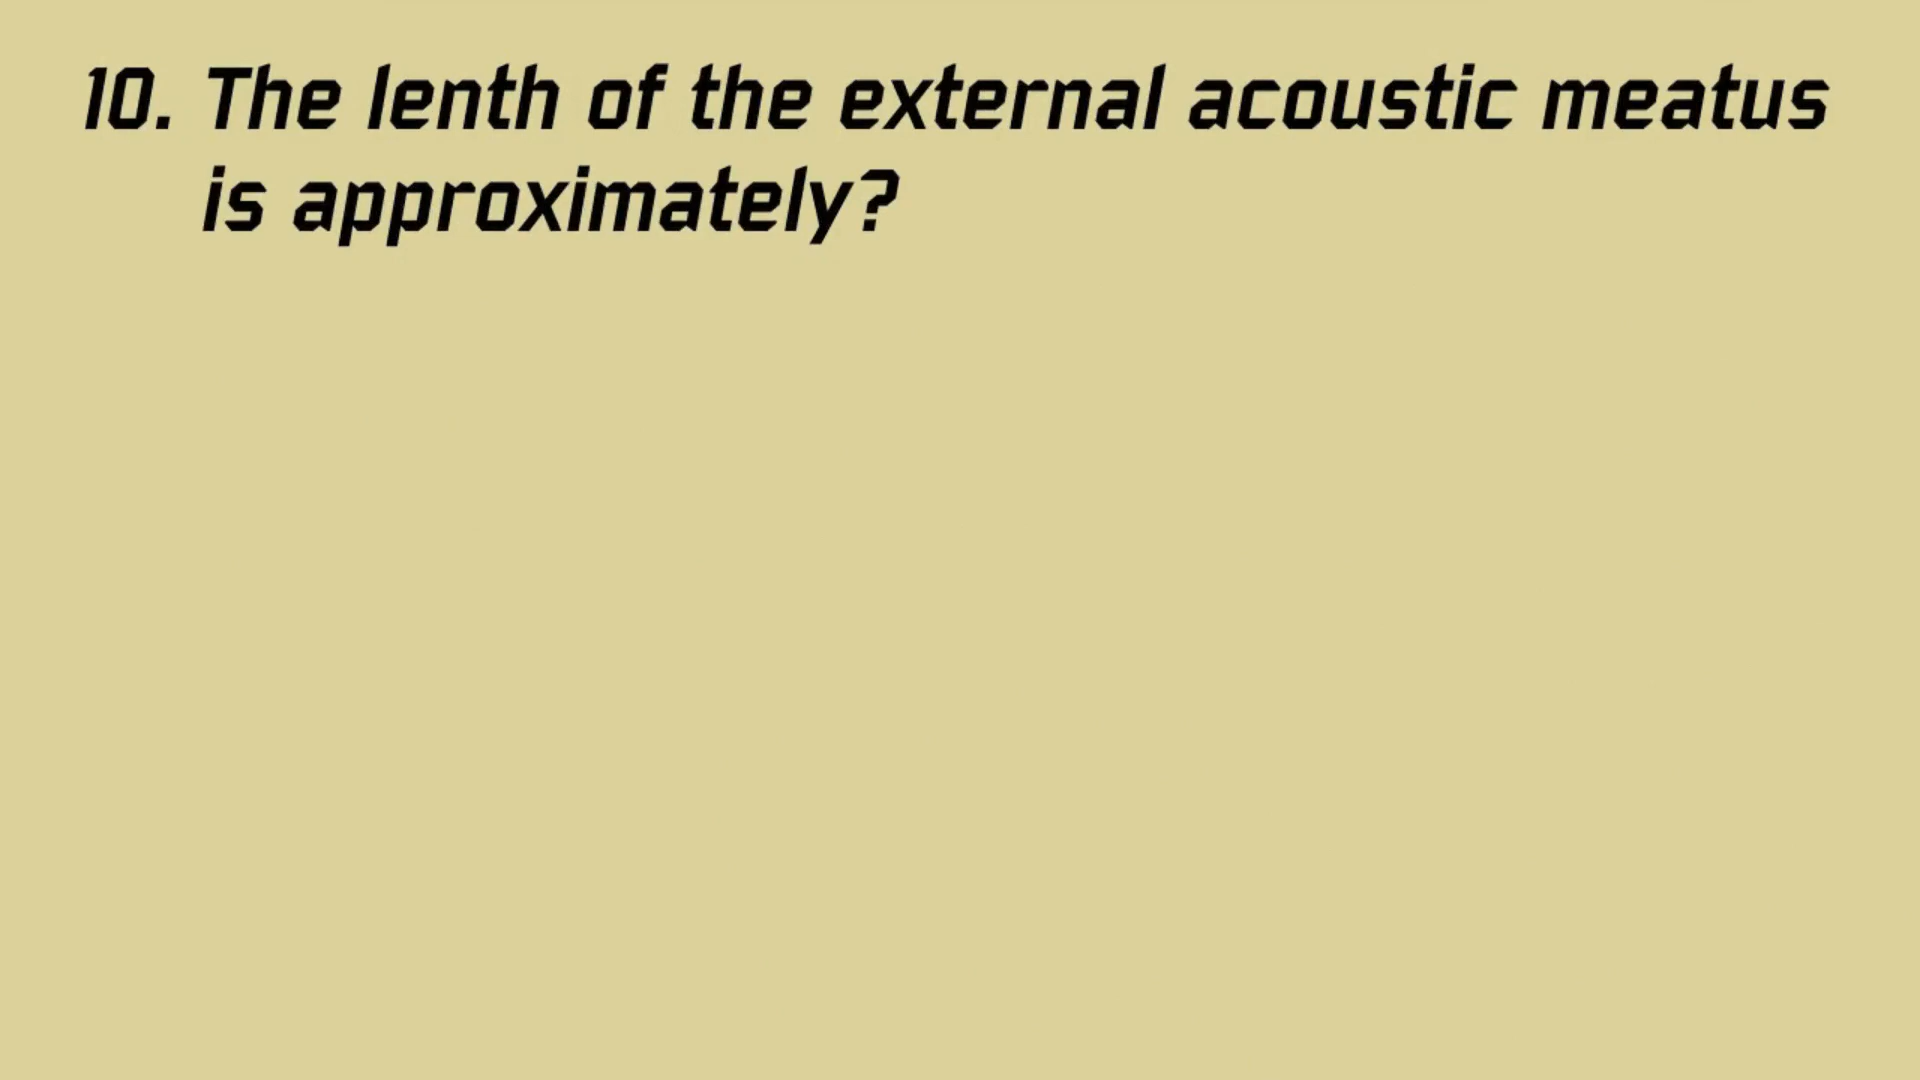 10. The lenth of the external acoustic meatus
is approximately?